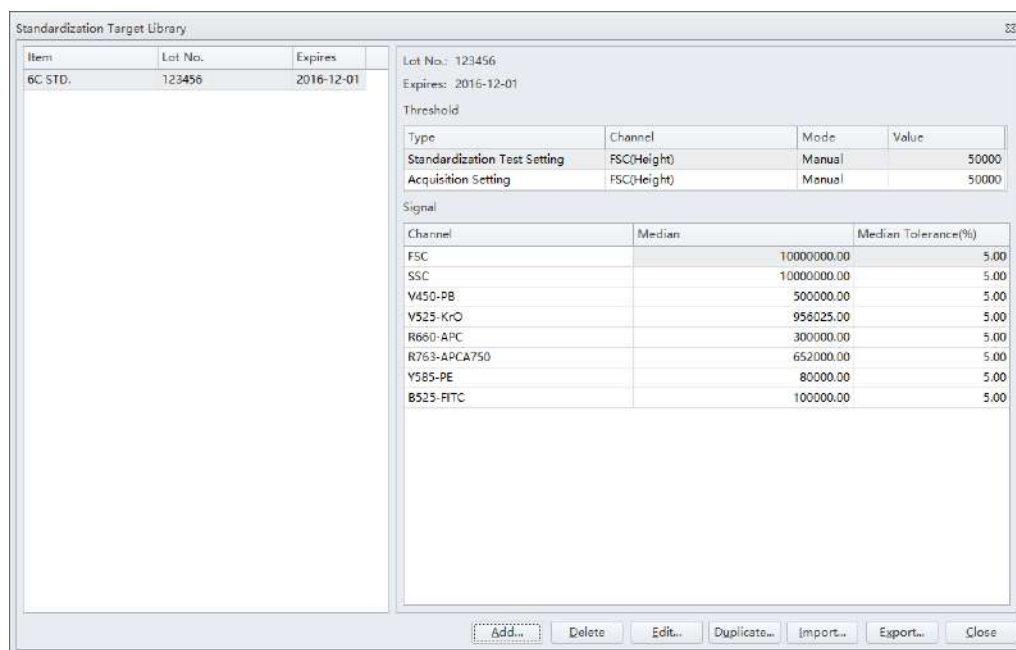 Standardization Target Library
Item Lot No. Expires
6C STD. 123456 2016-12-01
Lot No.: 123456
Expires: 2016-12-01
Threshold
Type Channel Mode Value
Standardization Test Setting FSC(Height) Manual 50000
Acquisition Setting FSC(Height) Manual 50000
Signal
Channel Median Median Tolerance(%)
FSC 10000000.00 5.00
SSC 10000000.00 5.00
V450-PB 500000.00 5.00
V525-KrO 956025.00 5.00
R660-APC 300000.00 5.00
R763-APCA750 652000.00 5.00
Y585-PE 80000.00 5.00
B525-FITC 100000.00 5.00
Add... Delete Edit... Duplicate... Import... Export... Close